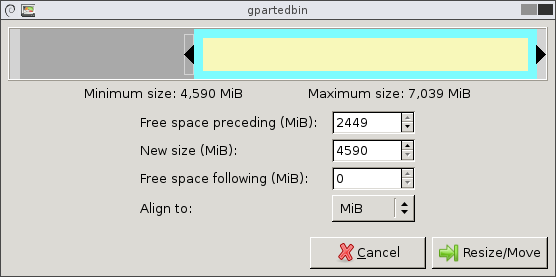 gpartedbin
Minimum size: 4,590 MiB Maximum size: 7,039 MiB
Free space preceding (MiB): 2449
New size (MiB): 4590
Free space following (MiB): 0
Align to: MiB
Cancel Resize/Move